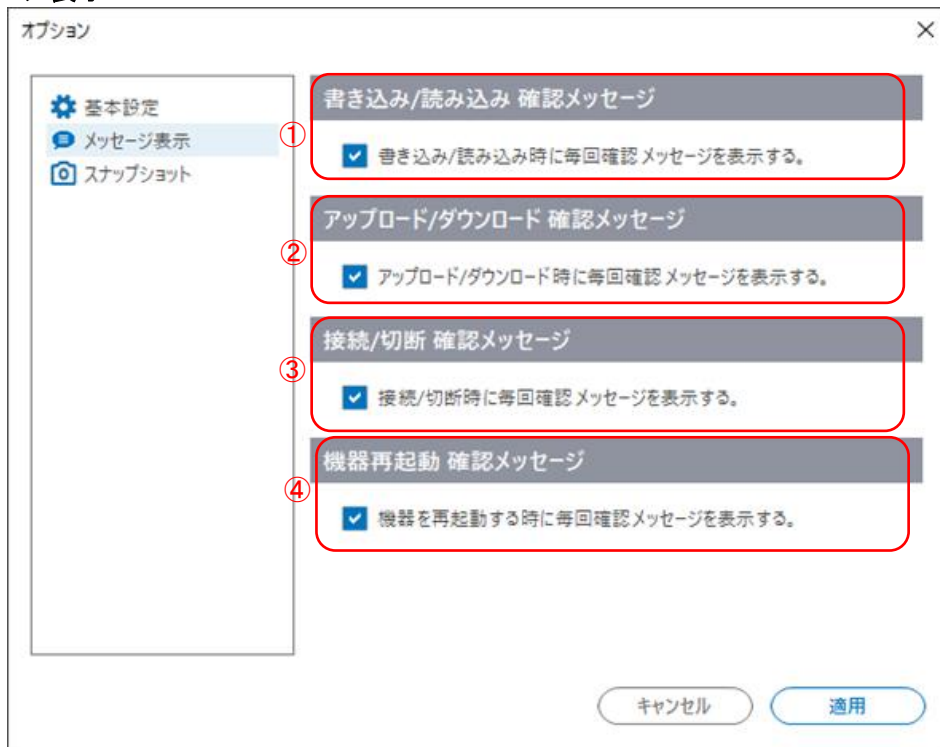 オプション
基本設定
メッセージ表示
スナップショット
① 書き込み/読み込み 確認メッセージ
書き込み/読み込み時に毎回確認メッセージを表示する。
② アップロード/ダウンロード 確認メッセージ
アップロード/ダウンロード時に毎回確認メッセージを表示する。
③ 接続/切断 確認メッセージ
接続/切断時に毎回確認メッセージを表示する。
④ 機器再起動 確認メッセージ
機器を再起動する時に毎回確認メッセージを表示する。
キャンセル
適用